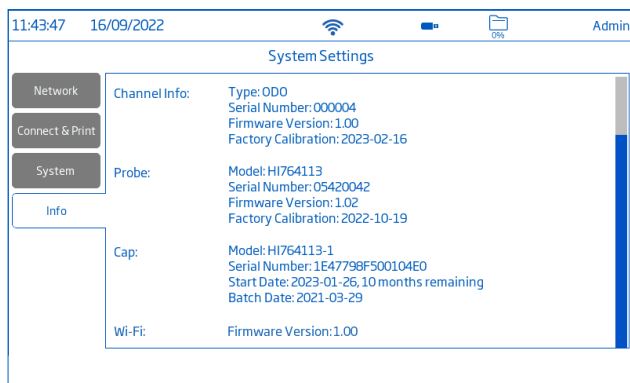 11:43:47 16/09/2022 0% Admin
System Settings
Network
Connect & Print
System
Info
Channel Info: Type: ODO
Serial Number: 000004
Firmware Version: 1.00
Factory Calibration: 2023-02-16
Probe: Model: HI764113
Serial Number: 05420042
Firmware Version: 1.02
Factory Calibration: 2022-10-19
Cap: Model: HI764113-1
Serial Number: 1E47798F500104E0
Start Date: 2023-01-26, 10 months remaining
Batch Date: 2021-03-29
Wi-Fi: Firmware Version: 1.00